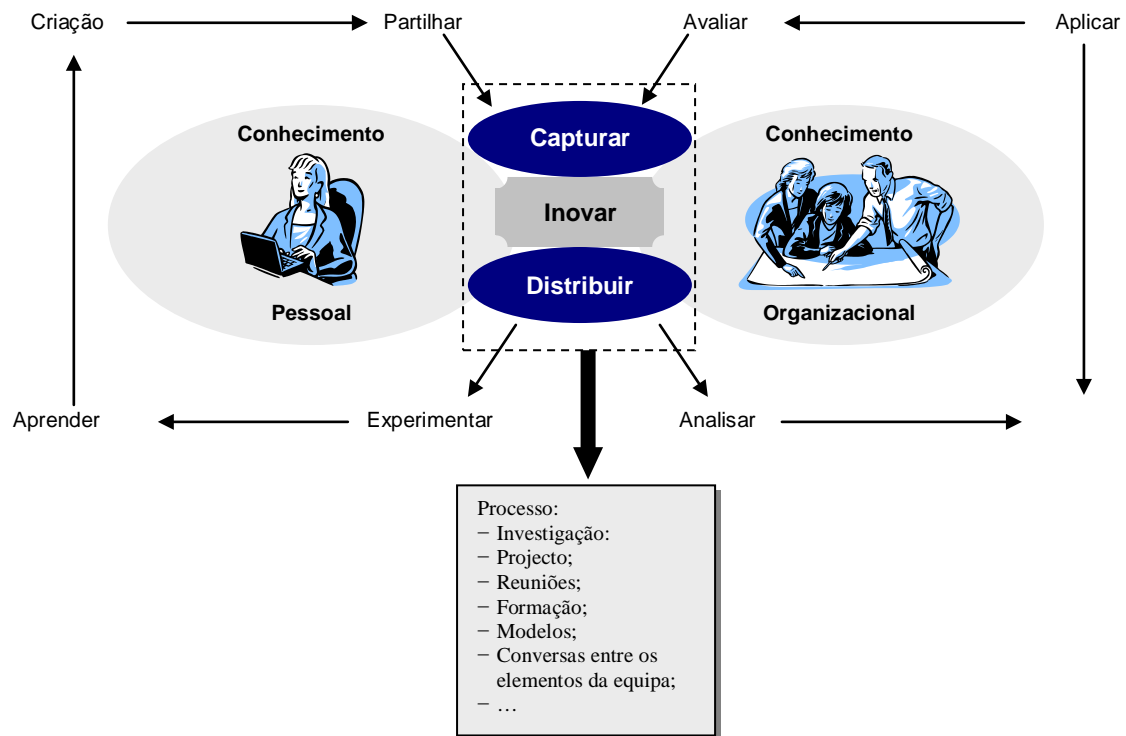 Criação
Partilhar
Avaliar
Aplicar
Conhecimento
Capturar
Conhecimento
Inovar
Pessoal
Distribuir
Organizacional
Aprender
Experimentar
Analisar
Processo:
− Investigação:
− Projecto;
− Reuniões;
− Formação;
− Modelos;
− Conversas entre os
elementos da equipa;
− …